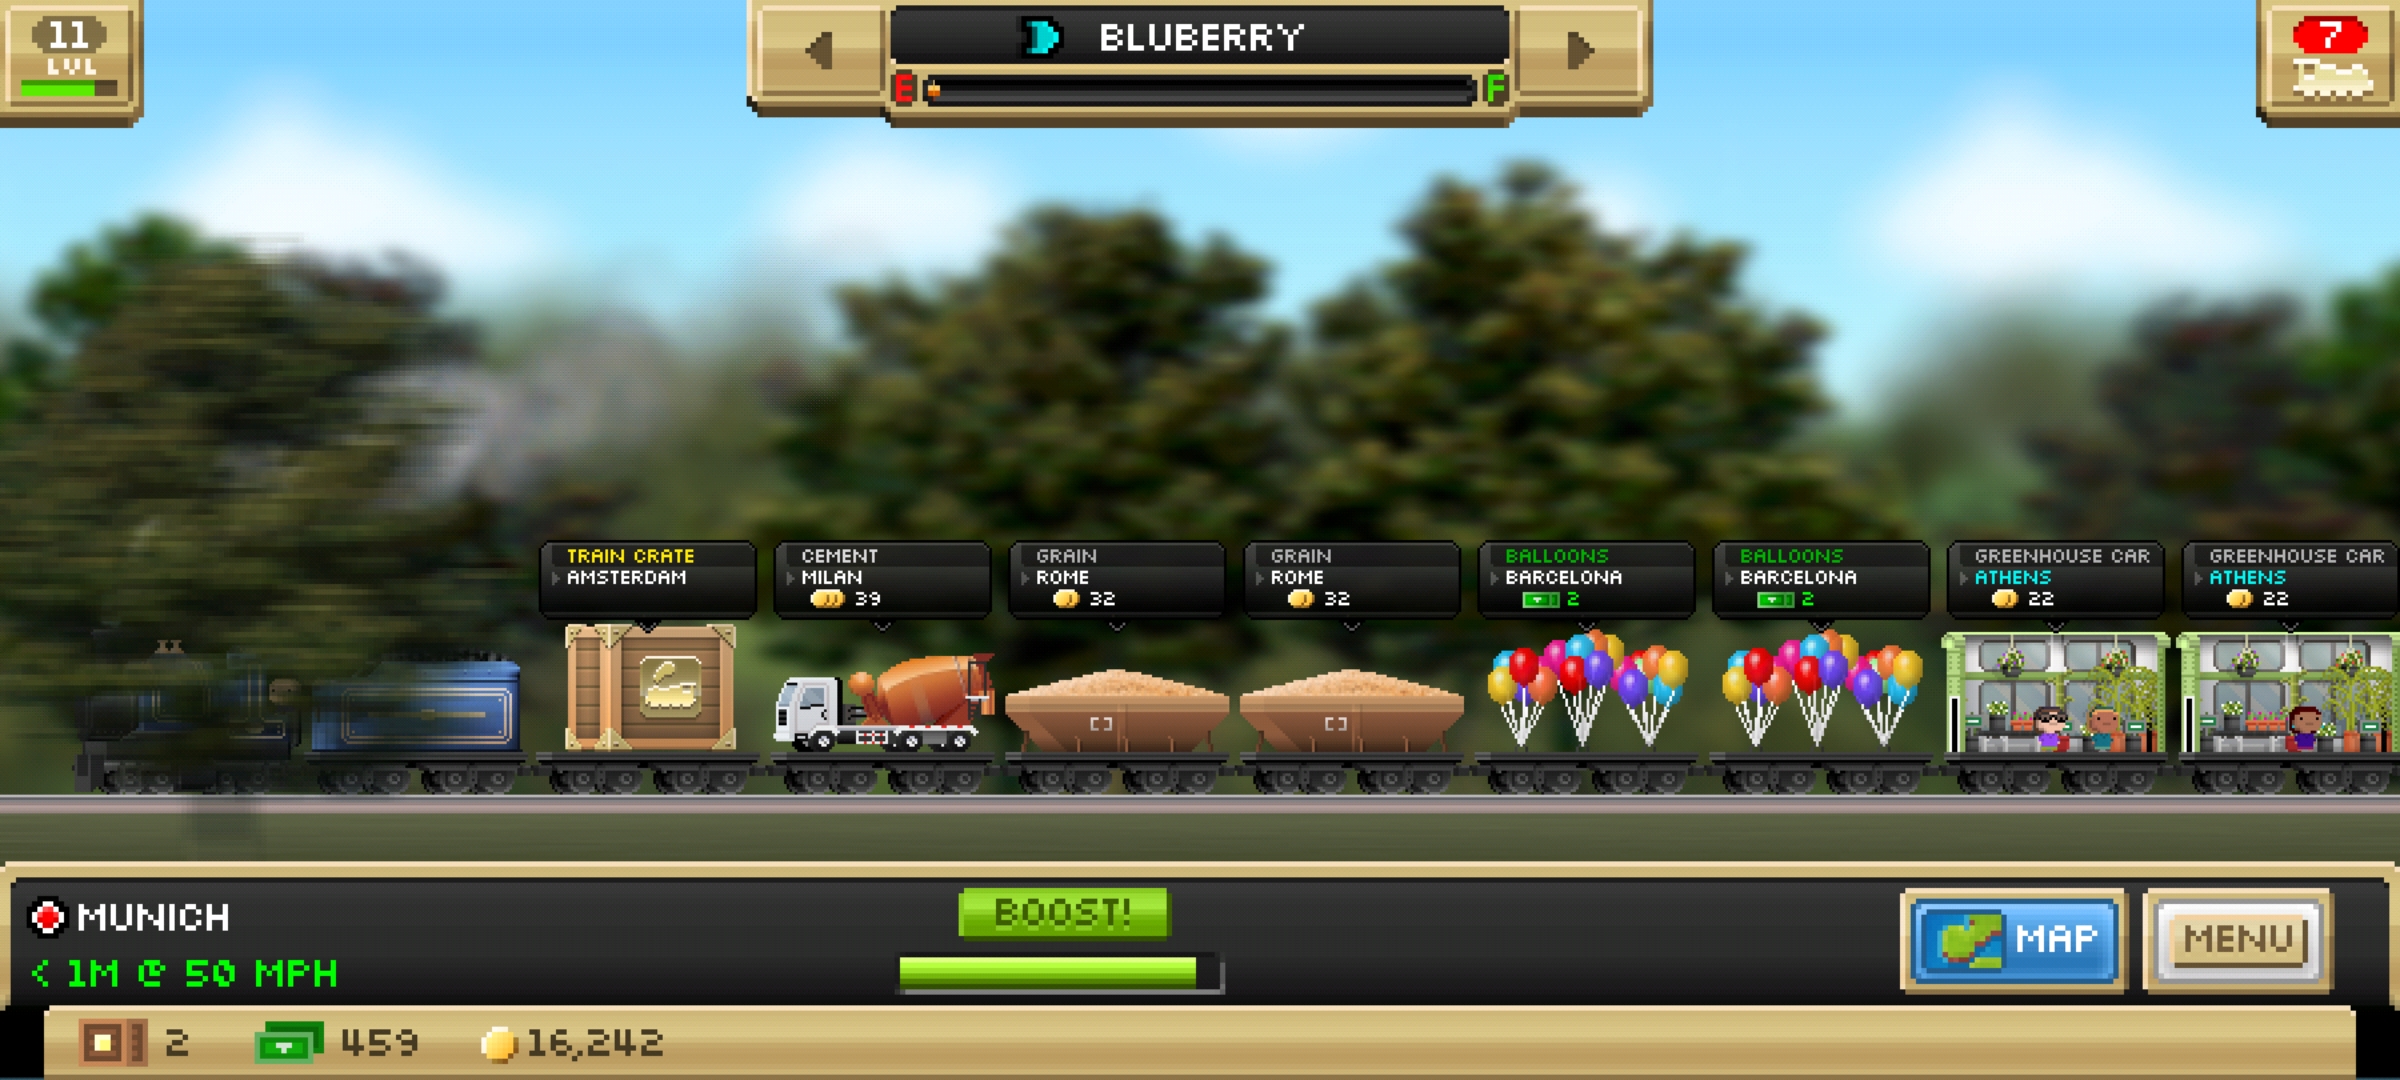 11
LVL
BLUBERRY
E F
7
TRAIN CRATE
AMSTERDAM
CEMENT
MILAN
39
GRAIN
ROME
32
GRAIN
ROME
32
BALLOONS
BARCELONA
2
BALLOONS
BARCELONA
2
GREENHOUSE CAR
ATHENS
22
GREENHOUSE CAR
ATHENS
22
MUNICH
< 1M @ 50 MPH
BOOST!
MAP
MENU
2 459 16,242